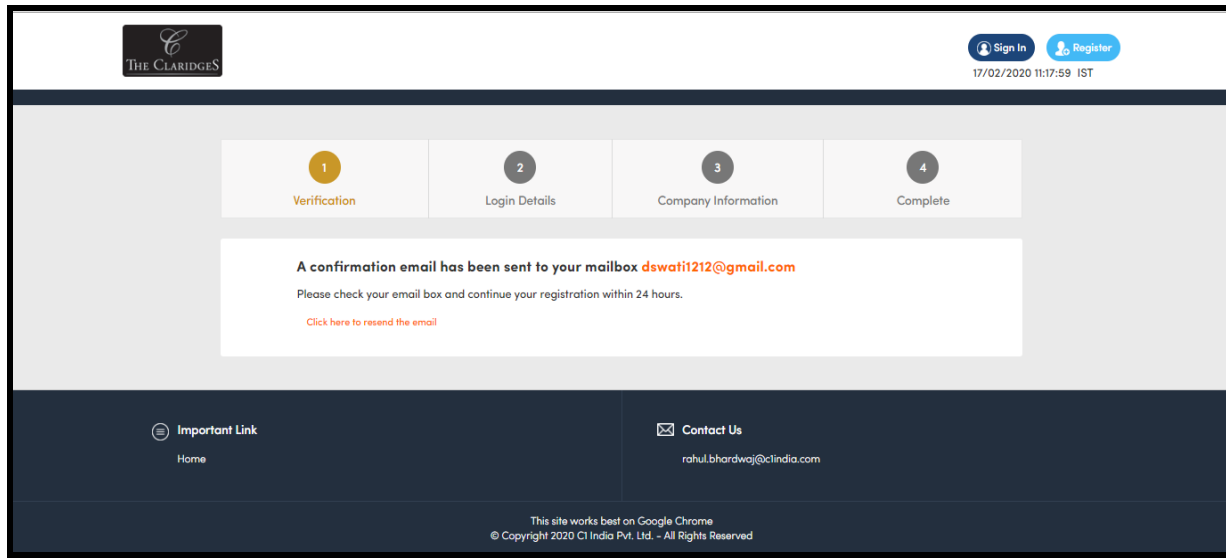 THE CLARIDGES
Sign In
Register
17/02/2020 11:17:59 IST
1
2
3
4
Verification
Login Details
Company Information
Complete
A confirmation email has been sent to your mailbox dswati1212@gmail.com
Please check your email box and continue your registration within 24 hours.
Click here to resend the email
Important Link
Home
Contact Us
rahul.bhardwaj@c1india.com
This site works best on Google Chrome
© Copyright 2020 C1 India Pvt. Ltd. - All Rights Reserved